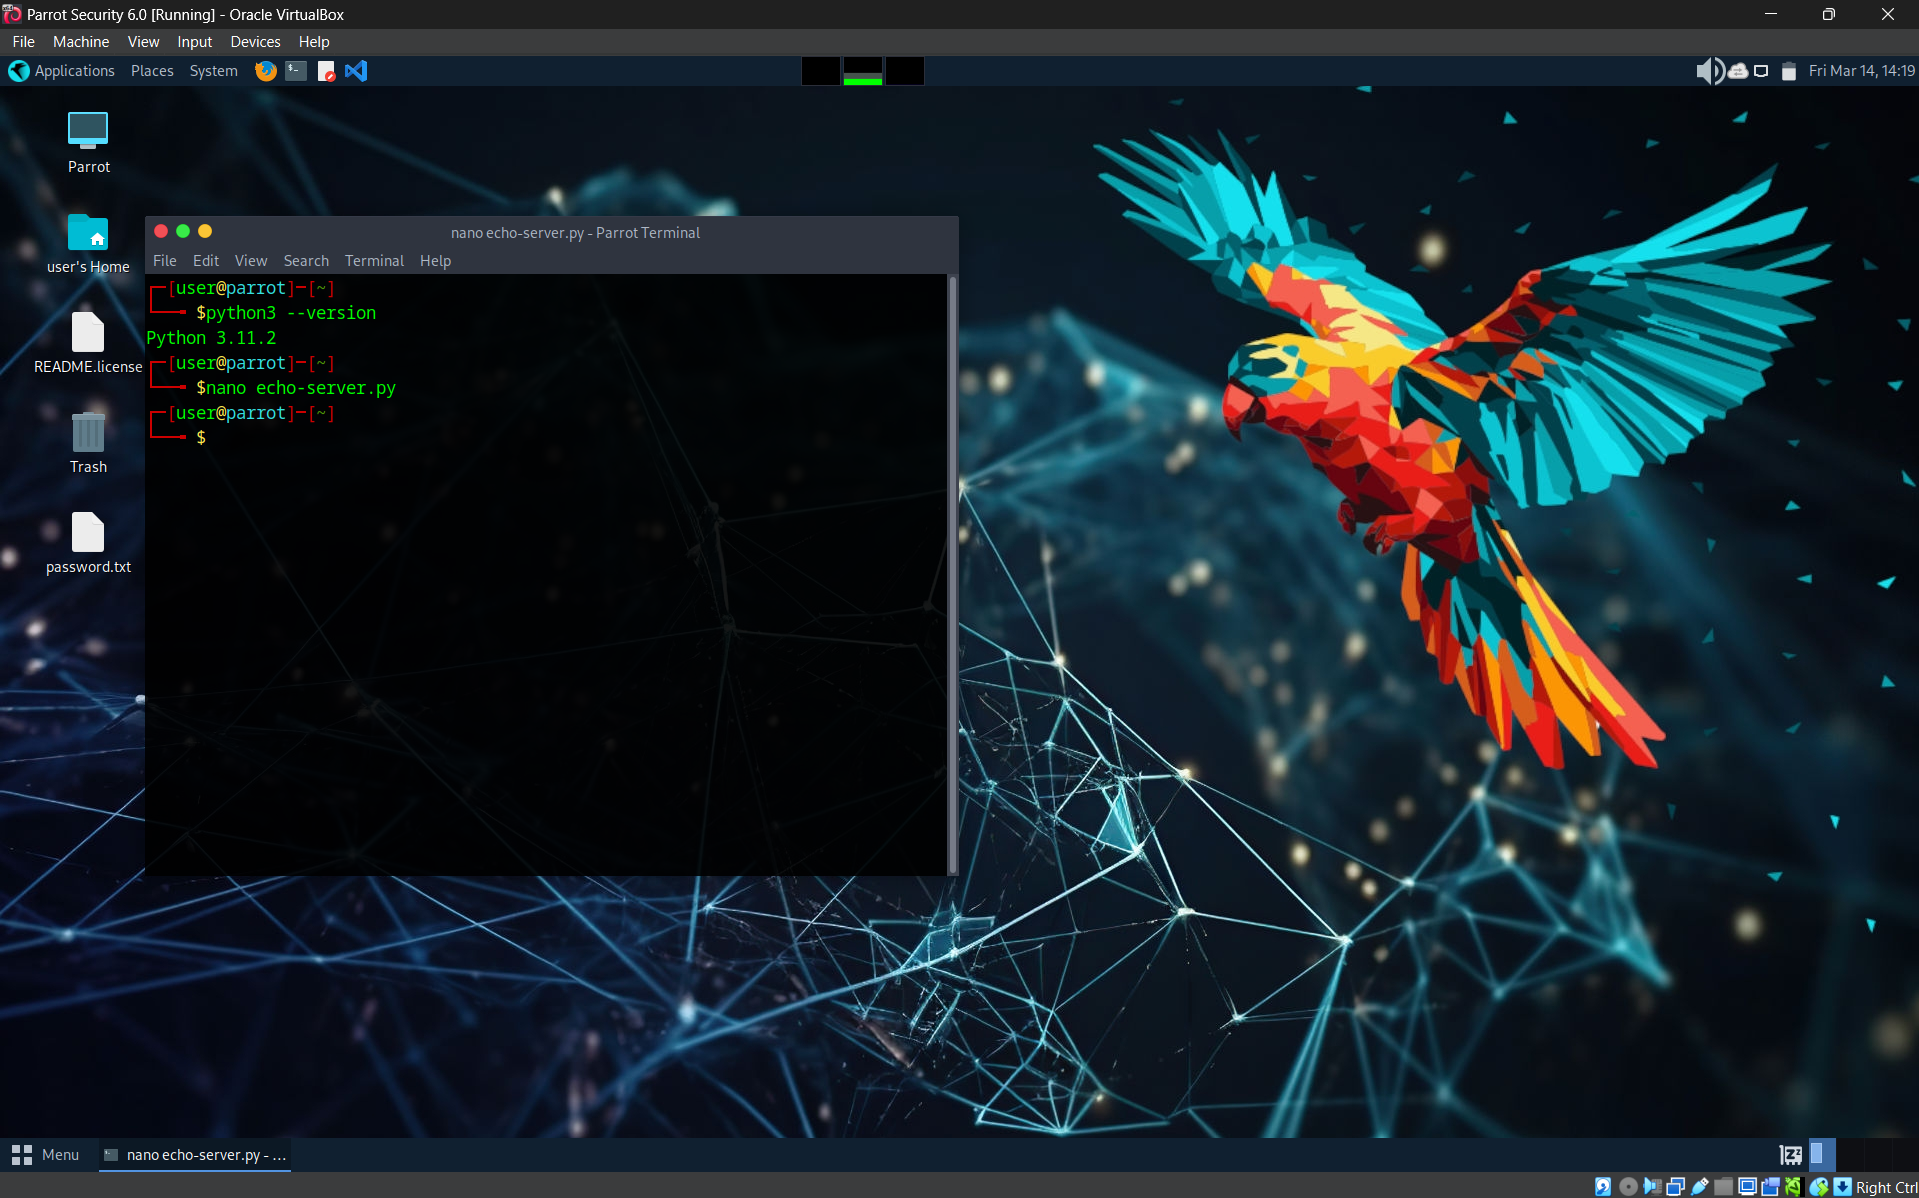 Parrot Security 6.0 [Running] - Oracle VirtualBox
File Machine View Input Devices Help
Applications Places System
Fri Mar 14, 14:19
Parrot
user's Home
README.license
Trash
password.txt
nano echo-server.py - Parrot Terminal
File Edit View Search Terminal Help
[user@parrot]-[~]
$python3 --version
Python 3.11.2
[user@parrot]-[~]
$nano echo-server.py
[user@parrot]-[~]
$
Menu
nano echo-server.py - ...
Right Ctrl